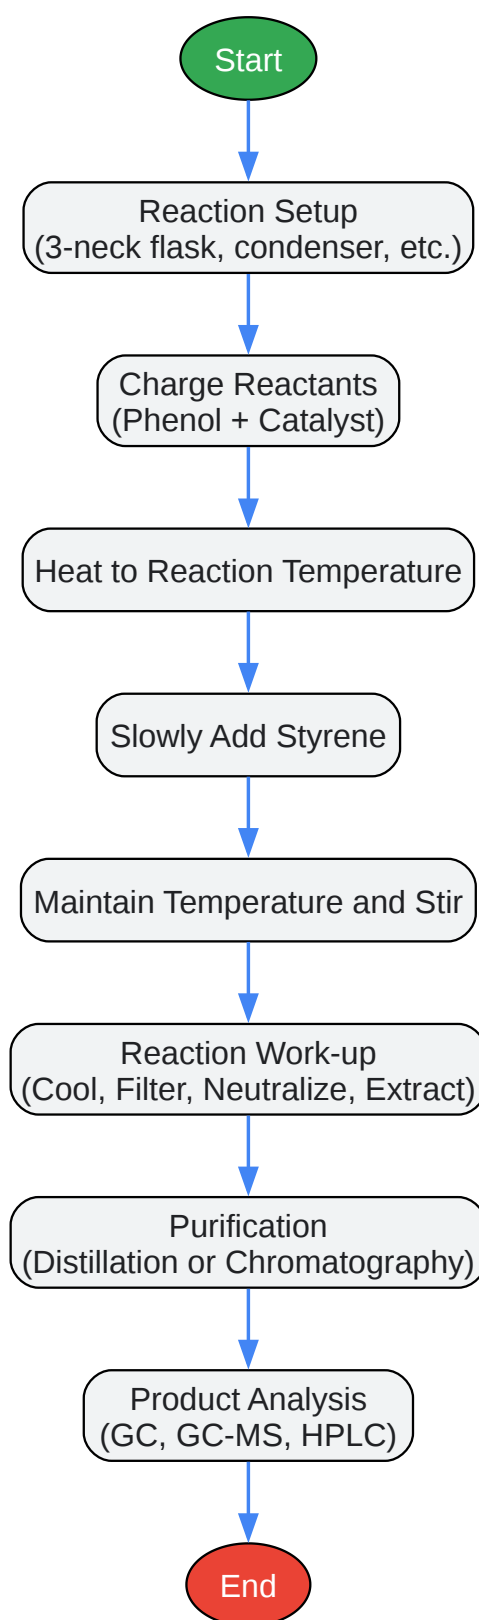 Start
Reaction Setup
(3-neck flask, condenser, etc.)
Charge Reactants
(Phenol + Catalyst)
Heat to Reaction Temperature
Slowly Add Styrene
Maintain Temperature and Stir
Reaction Work-up
(Cool, Filter, Neutralize, Extract)
Purification
(Distillation or Chromatography)
Product Analysis
(GC, GC-MS, HPLC)
End